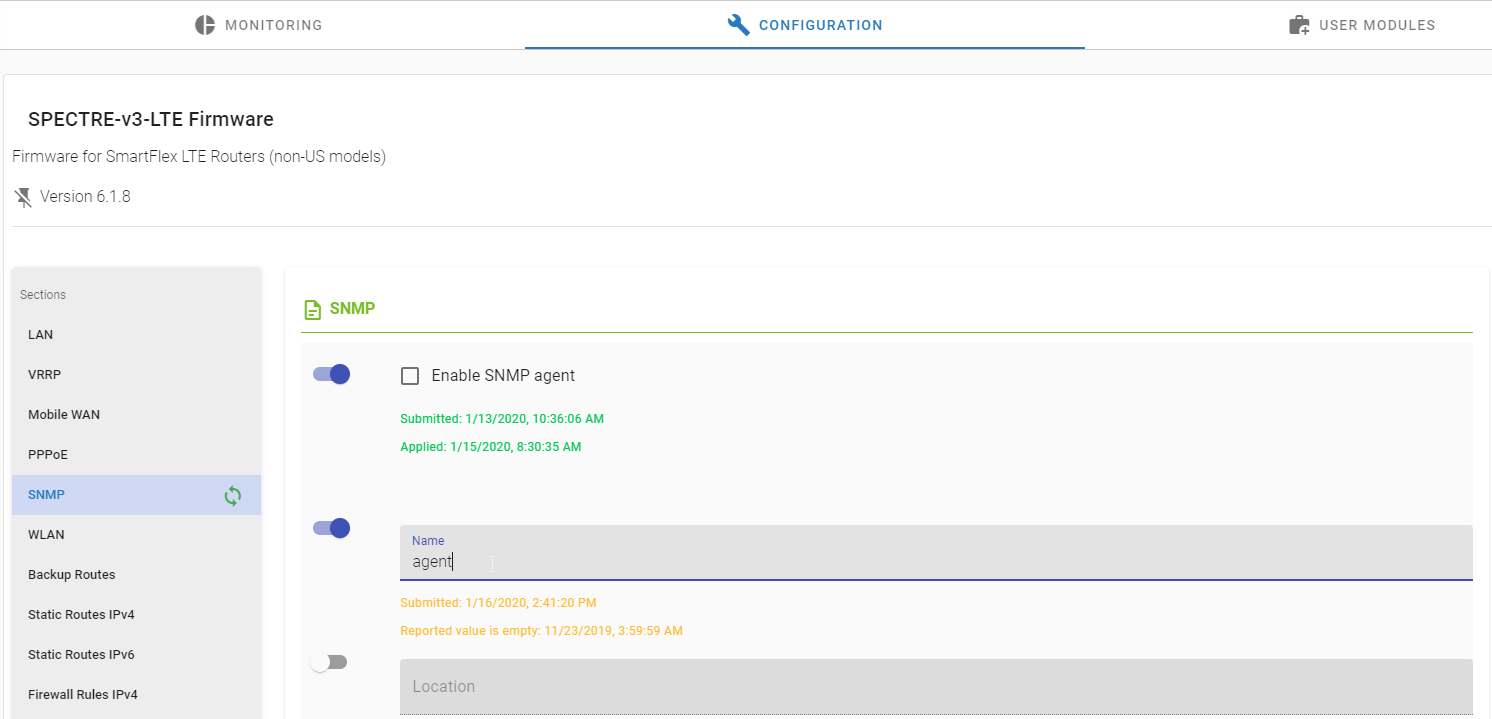 MONITORING
CONFIGURATION
USER MODULES
SPECTRE-v3-LTE Firmware
Firmware for SmartFlex LTE Routers (non-US models)
Version 6.1.8
Sections
LAN
VRRP
Mobile WAN
PPPoE
SNMP
WLAN
Backup Routes
Static Routes IPv4
Static Routes IPv6
Firewall Rules IPv4
SNMP
Enable SNMP agent
Submitted: 1/13/2020, 10:36:06 AM
Applied: 1/15/2020, 8:30:35 AM
Name
agent
Submitted: 1/16/2020, 2:41:20 PM
Reported value is empty: 11/23/2019, 3:59:59 AM
Location